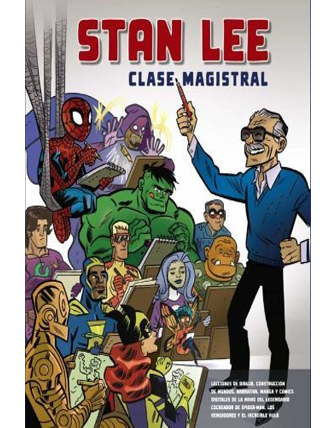 STAN LEE
CLASE MAGISTRAL
LECCIONES DE DIBUJO, CONSTRUCCIÓN
DE MUNDOS, NARRATIVA, MANGA Y CÓMICS
DIGITALES DE LA MANO DEL LEGENDARIO
COCREADOR DE SPIDER-MAN, LOS
VENGADORES Y EL INCREÍBLE HULK